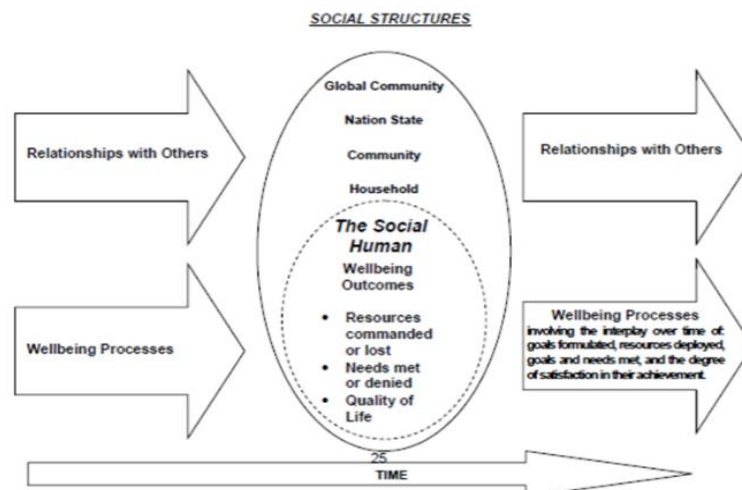 SOCIAL STRUCTURES
Global Community
Nation State
Community
Household
Relationships with Others
Relationships with Others
The Social
Human
Wellbeing
Outcomes
• Resources
commanded
or lost
• Needs met
or denied
• Quality of
Life
Wellbeing Processes
Wellbeing Processes
involving the interplay over time of:
goals formulated, resources deployed,
goals and needs met, and the degree
of satisfaction in their achievement.
25
TIME